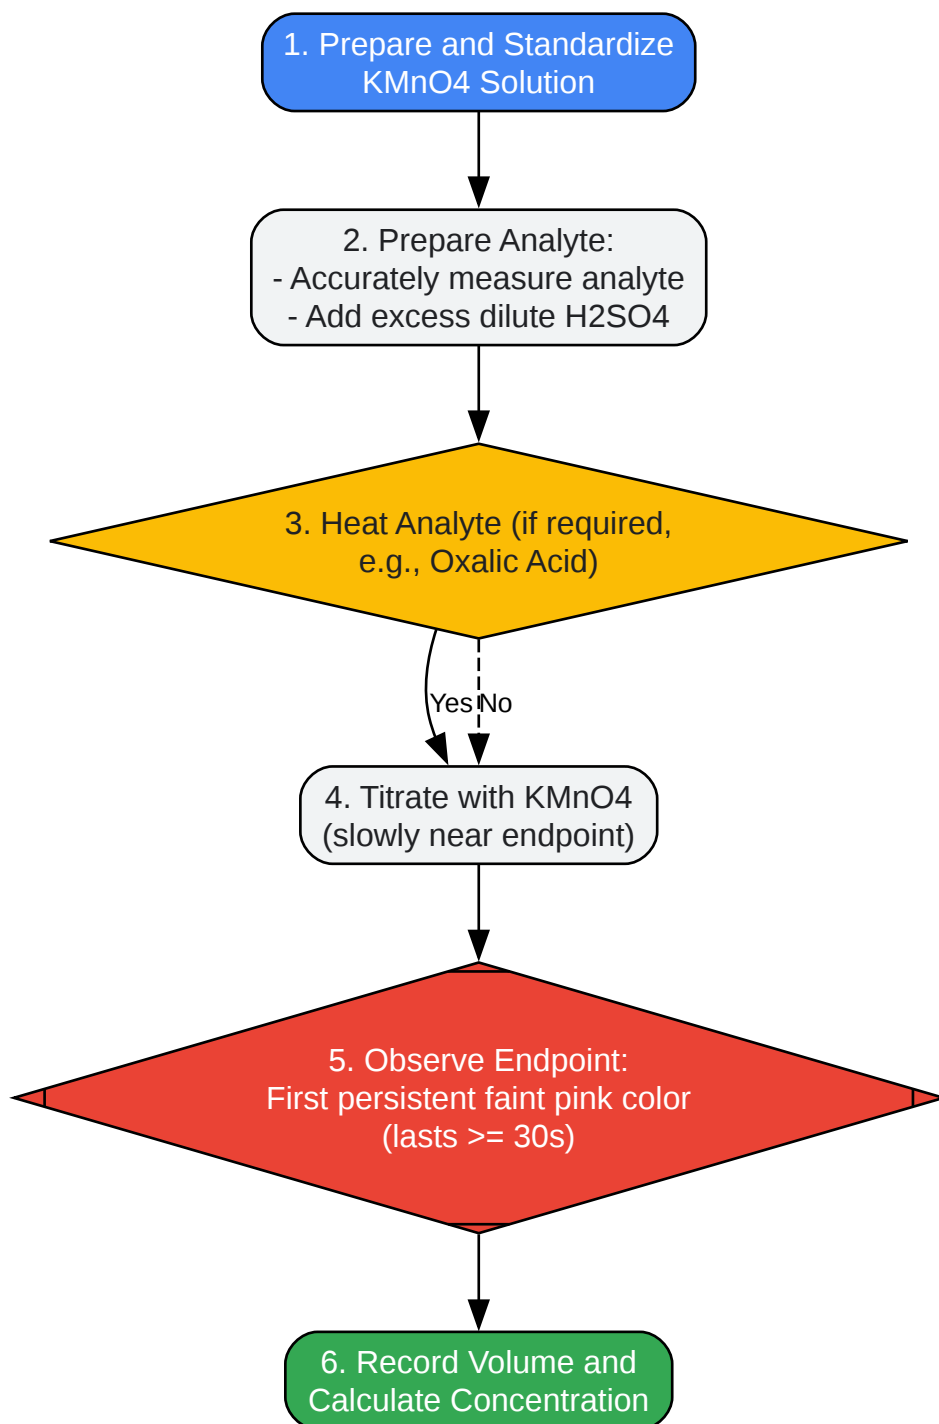 1. Prepare and Standardize
KMnO4 Solution
2. Prepare Analyte:
- Accurately measure analyte
- Add excess dilute H2SO4
3. Heat Analyte (if required,
e.g., Oxalic Acid)
Yes
No
4. Titrate with KMnO4
(slowly near endpoint)
5. Observe Endpoint:
First persistent faint pink color
(lasts >= 30s)
6. Record Volume and
Calculate Concentration